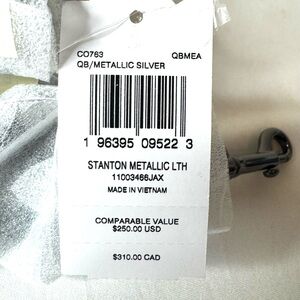 CO763 QBMEA
QB/METALLIC SILVER
1 96395 09522 3
STANTON METALLIC LTH
11003466JAX
MADE IN VIETNAM
COMPARABLE VALUE
$250.00 USD
$310.00 CAD